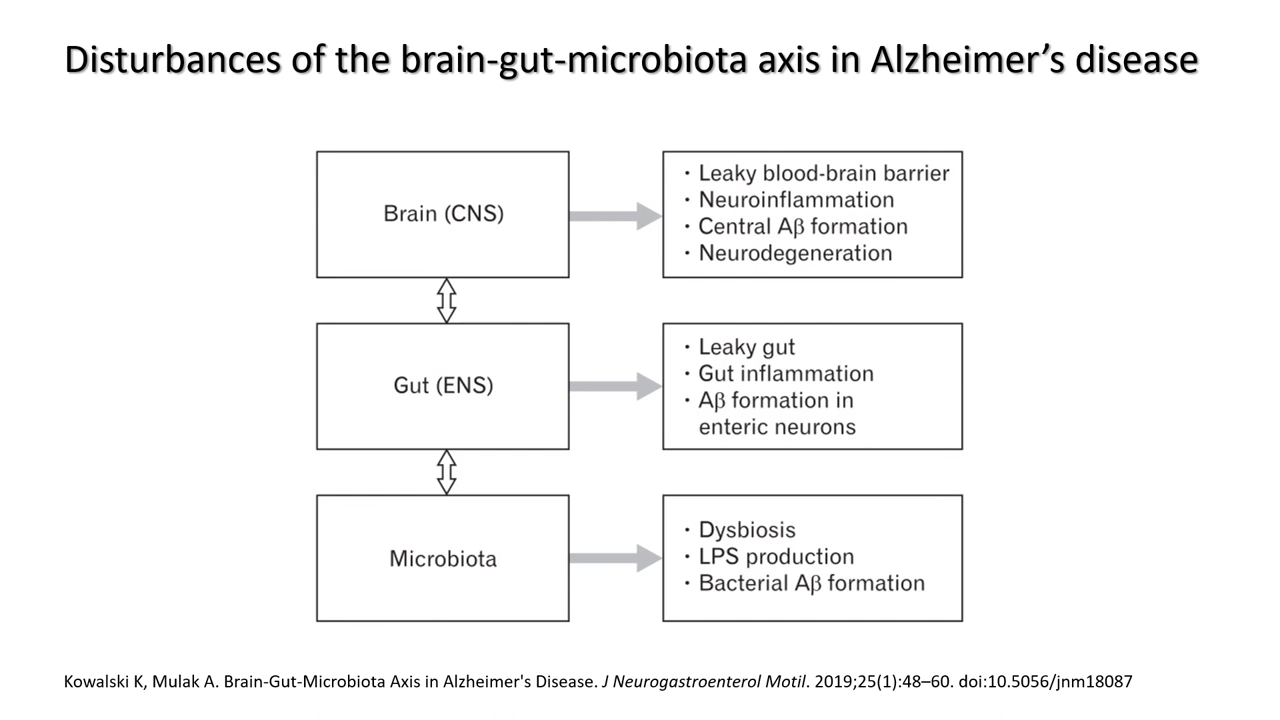 Disturbances of the brain-gut-microbiota axis in Alzheimer’s disease
Brain (CNS)
· Leaky blood-brain barrier
· Neuroinflammation
· Central Aβ formation
· Neurodegeneration
Gut (ENS)
· Leaky gut
· Gut inflammation
· Aβ formation in
enteric neurons
Microbiota
· Dysbiosis
· LPS production
· Bacterial Aβ formation
Kowalski K, Mulak A. Brain-Gut-Microbiota Axis in Alzheimer's Disease. J Neurogastroenterol Motil. 2019;25(1):48–60. doi:10.5056/jnm18087